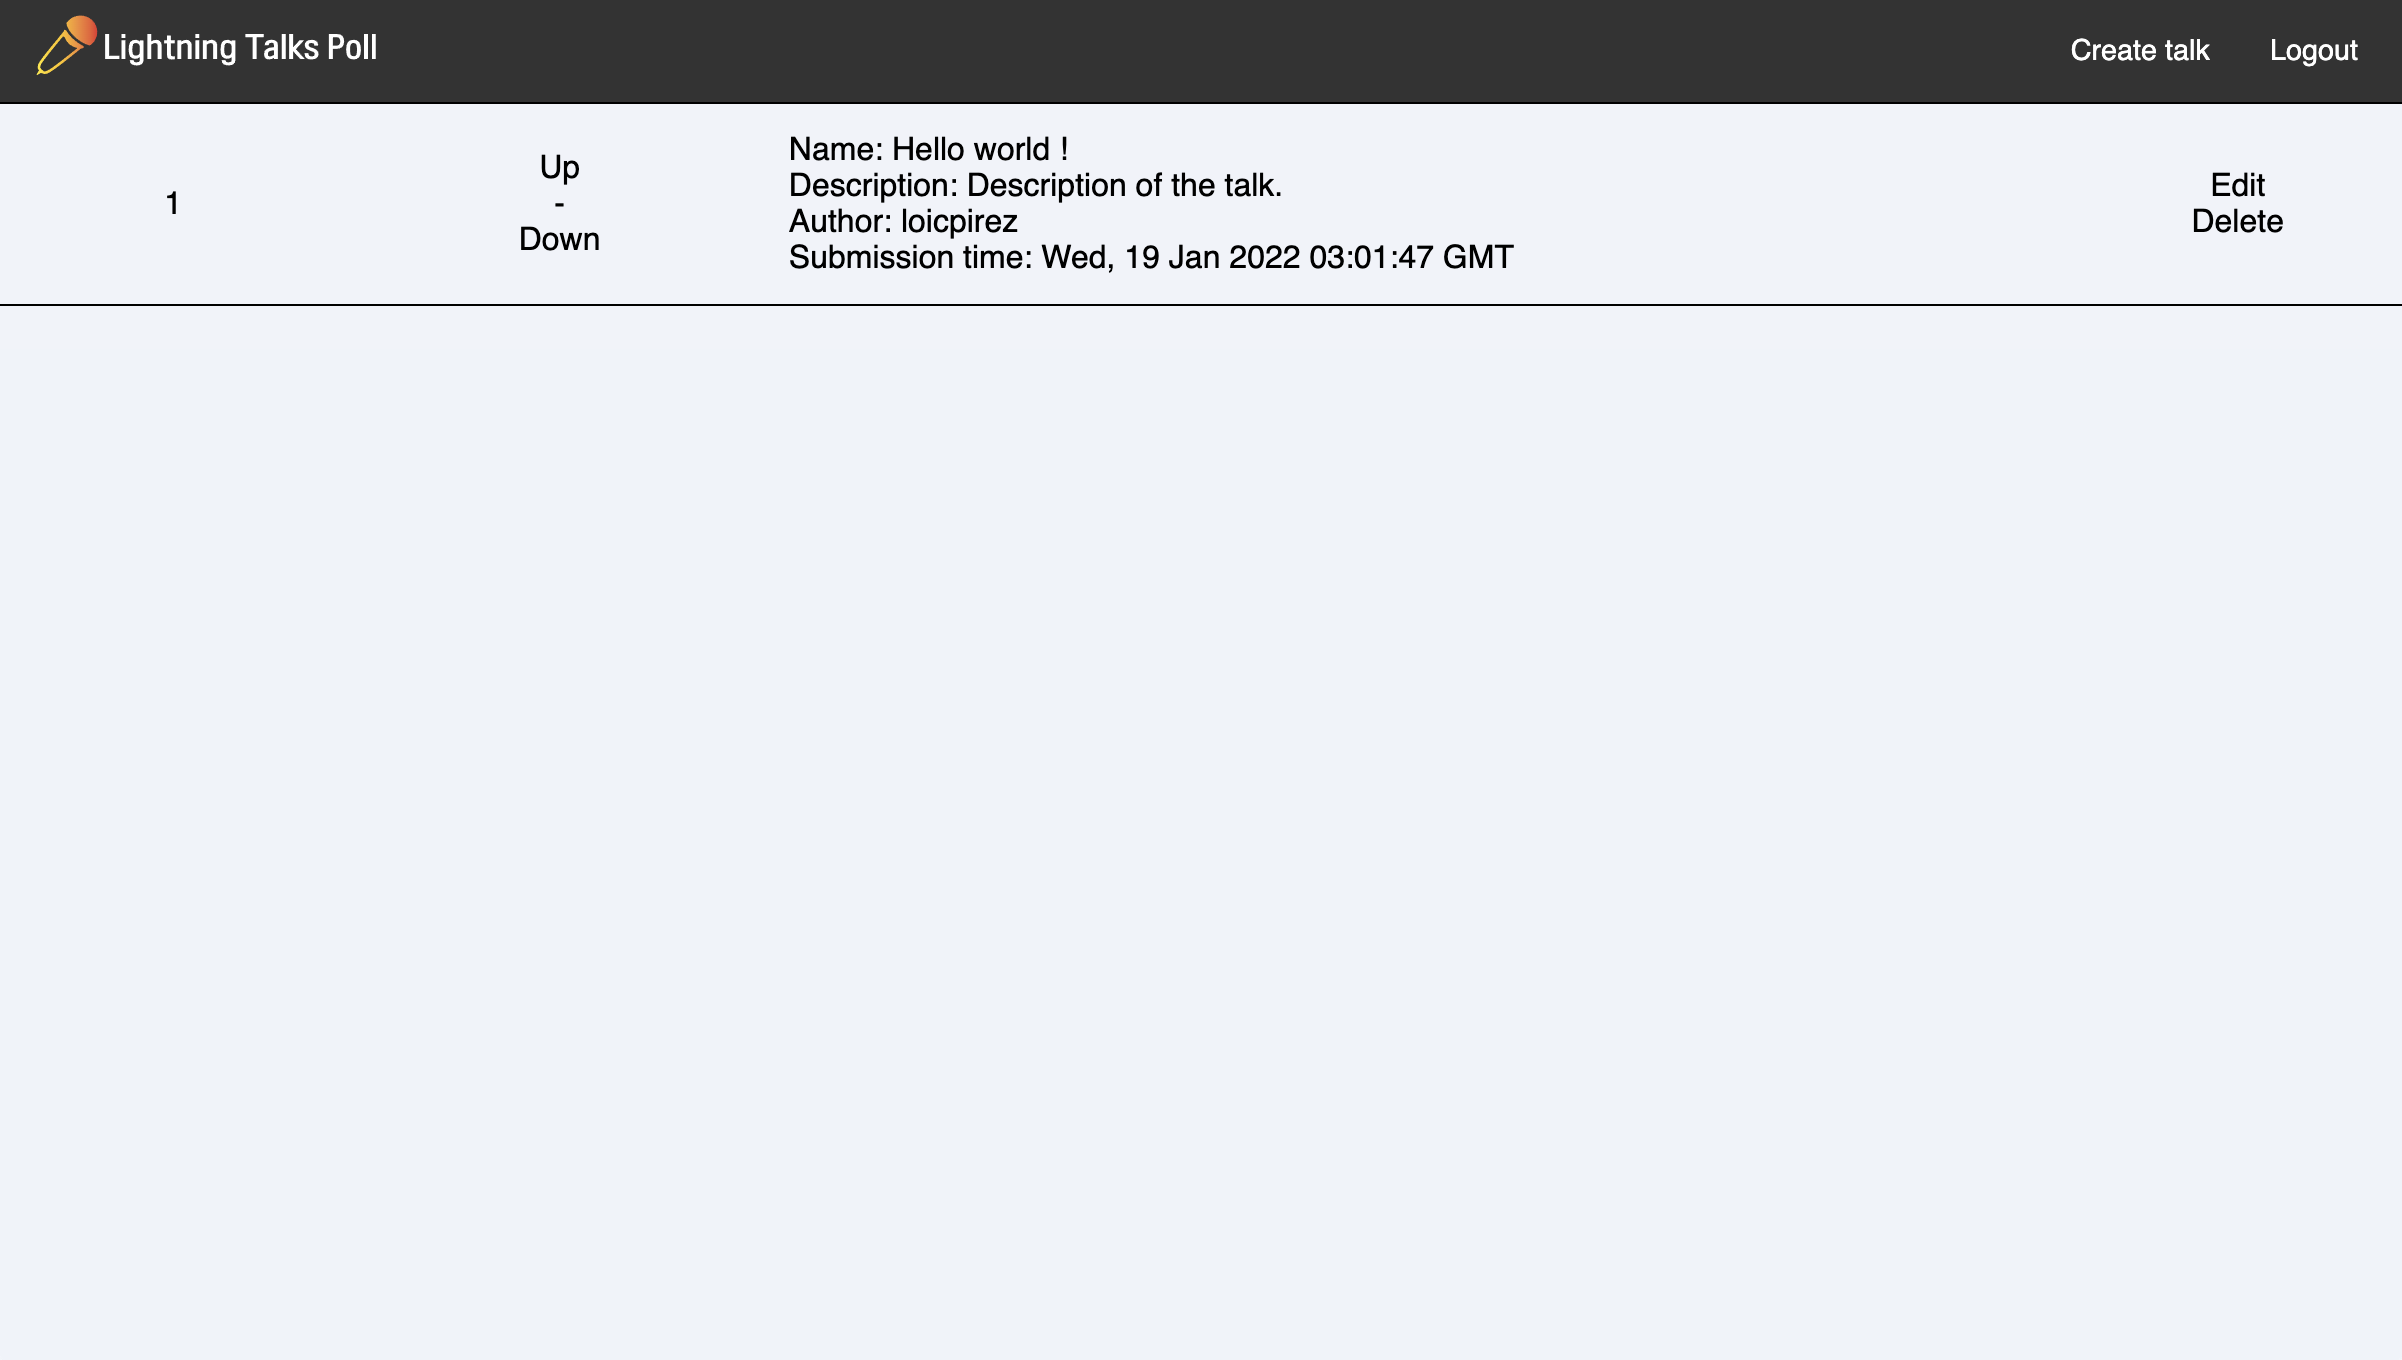 Lightning Talks Poll
Create talk
Logout
1
Up
-
Down
Name: Hello world !
Description: Description of the talk.
Author: loicpirez
Submission time: Wed, 19 Jan 2022 03:01:47 GMT
Edit
Delete